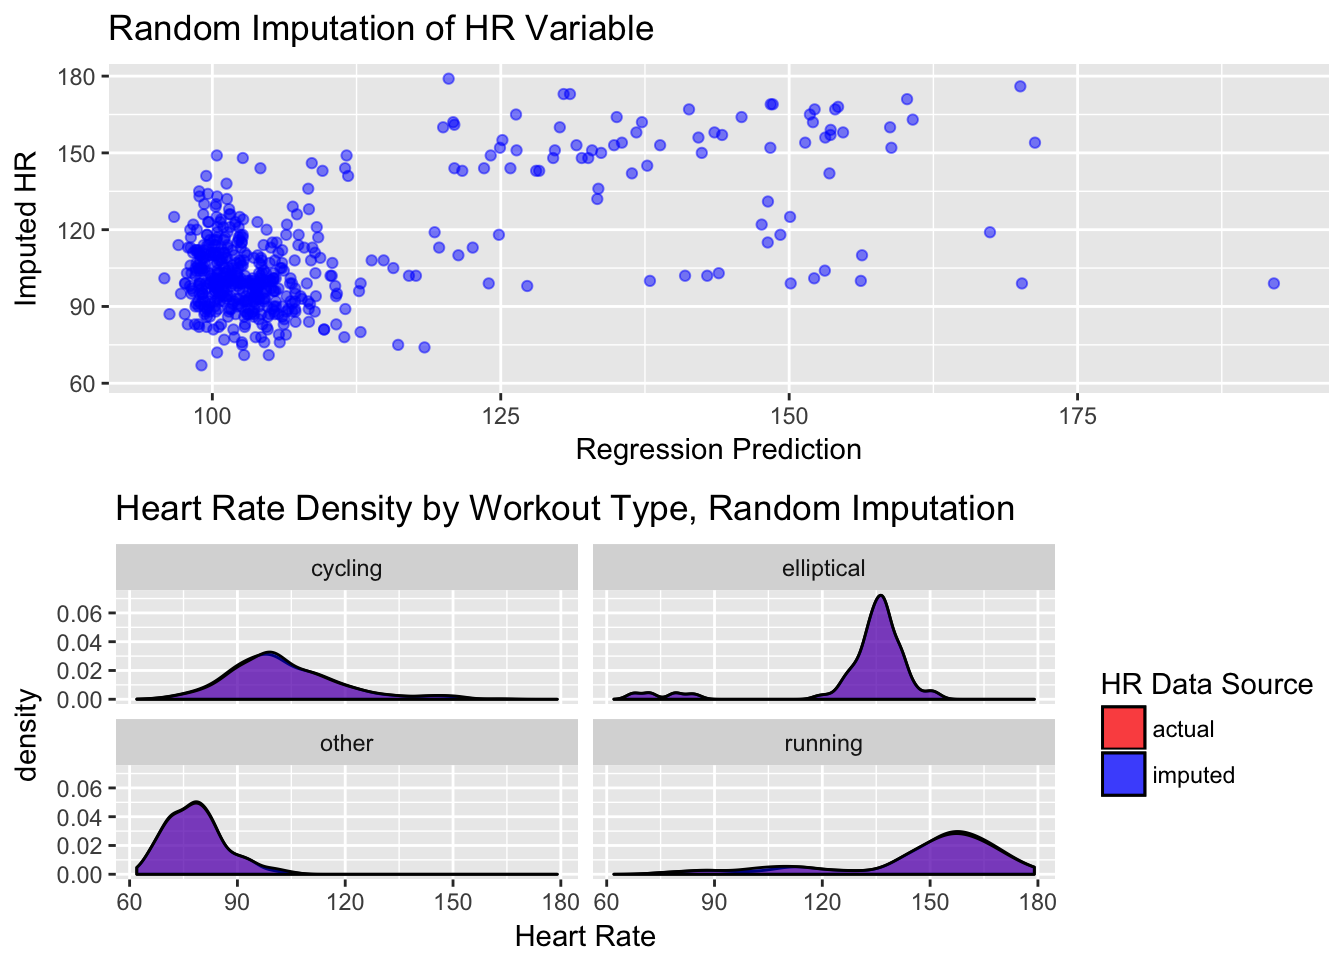 Random Imputation of HR Variable
180
150
120
90
60
Imputed HR
100 125 150 175
Regression Prediction
Heart Rate Density by Workout Type, Random Imputation
cycling elliptical
0.06
0.04
0.02
0.00
other running
0.06
0.04
0.02
0.00
density
60 90 120 150 180 60 90 120 150 180
Heart Rate
HR Data Source
actual
imputed